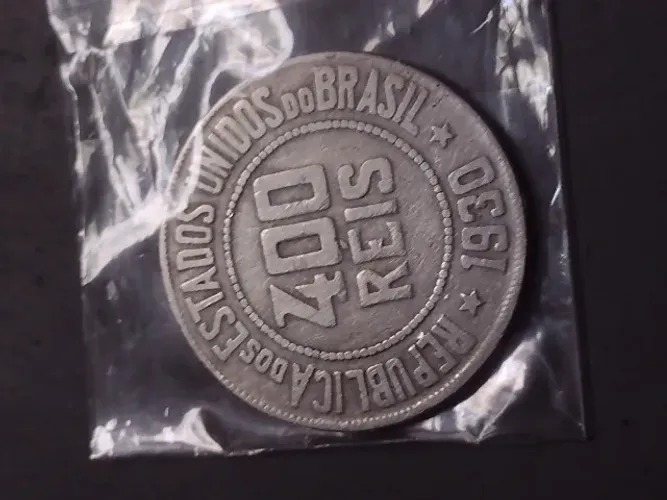 REPUBLICA DOS ESTADOS UNIDOS DO BRASIL
★ 1930 ★
400
REIS